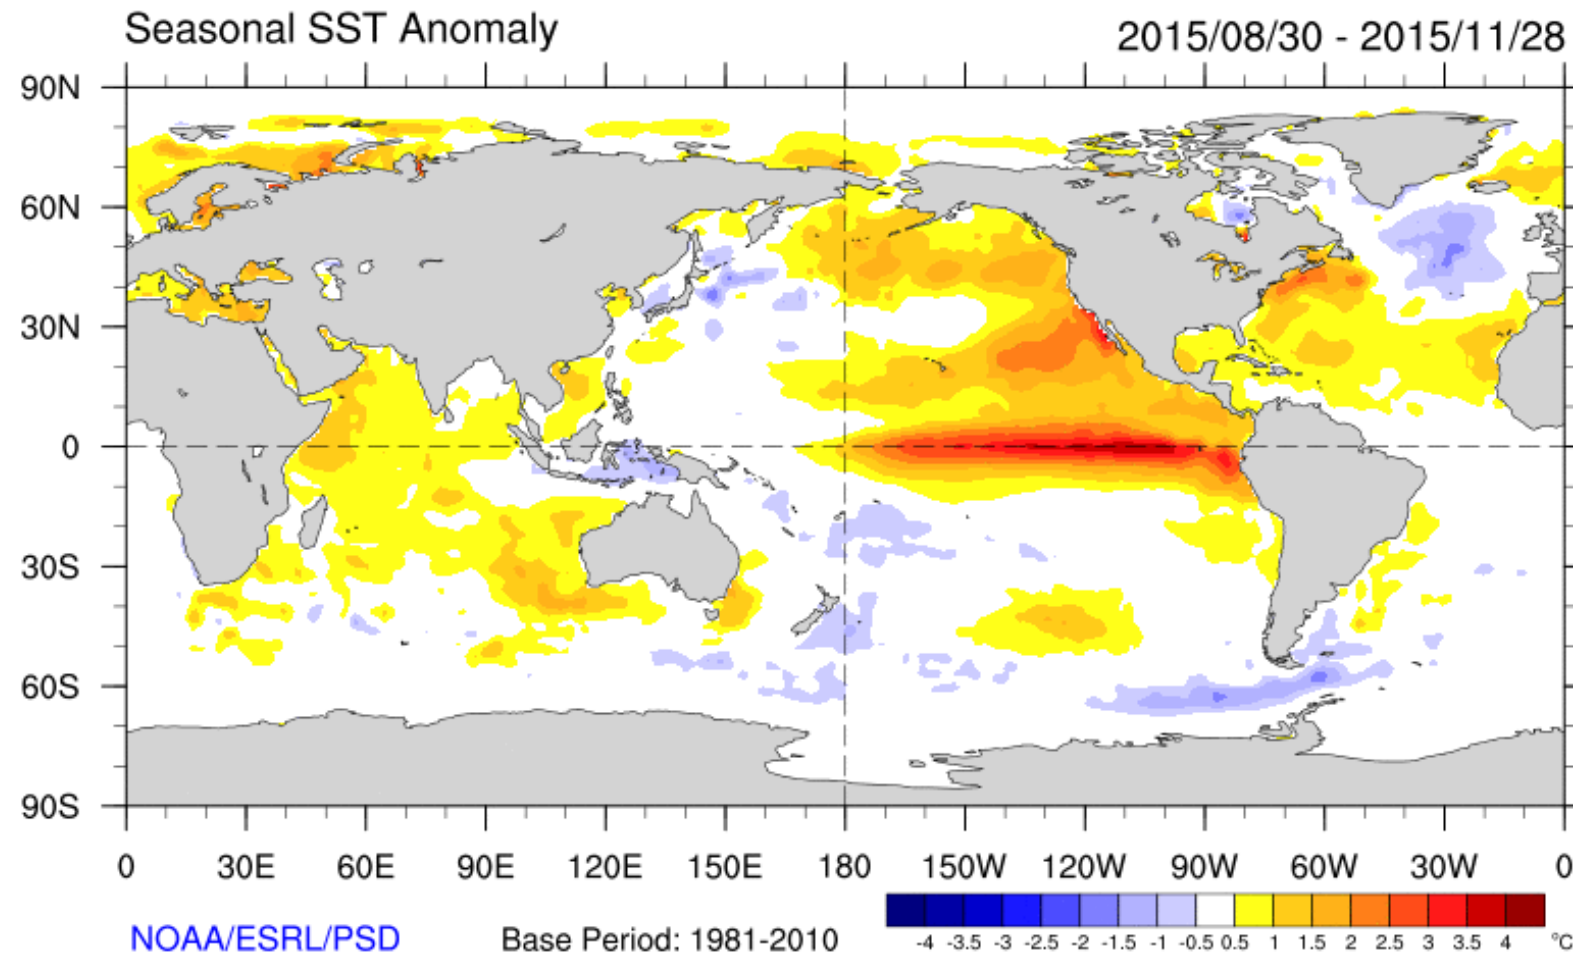 Seasonal SST Anomaly 2015/08/30 - 2015/11/28
90N
60N
30N
0
30S
60S
90S
0 30E 60E 90E 120E 150E 180 150W 120W 90W 60W 30W 0
-4 -3.5 -3 -2.5 -2 -1.5 -1 -0.5 0.5 1 1.5 2 2.5 3 3.5 4 °C
NOAA/ESRL/PSD Base Period: 1981-2010